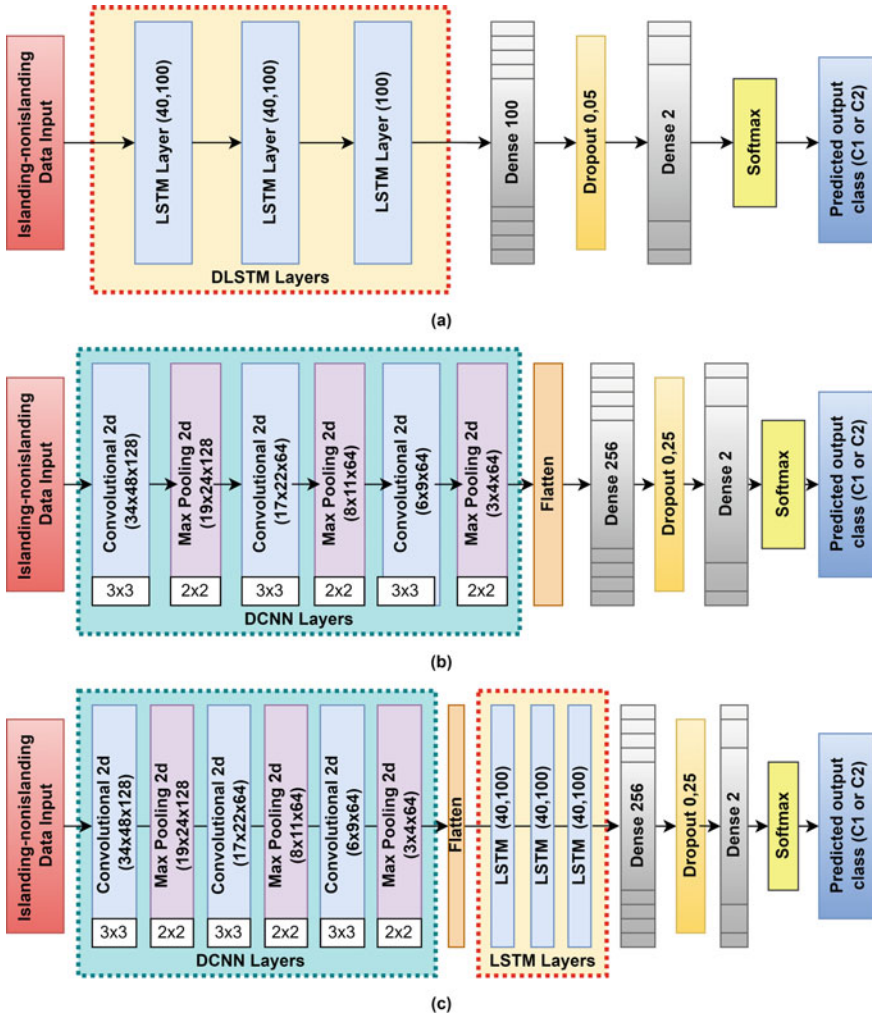 Islanding-nonislanding
Data Input
LSTM Layer (40,100)
LSTM Layer (40,100)
LSTM Layer (100)
DLSTM Layers
Dense 100
Dropout 0,05
Dense 2
Softmax
Predicted output
class (C1 or C2)
(a)
Islanding-nonislanding
Data Input
Convolutional 2d
(34x48x128)
3x3
Max Pooling 2d
(19x24x128
2x2
Convolutional 2d
(17x22x64)
3x3
Max Pooling 2d
(8x11x64)
2x2
Convolutional 2d
(6x9x64)
3x3
Max Pooling 2d
(3x4x64)
2x2
DCNN Layers
Flatten
Dense 256
Dropout 0,25
Dense 2
Softmax
Predicted output
class (C1 or C2)
(b)
Islanding-nonislanding
Data Input
Convolutional 2d
(34x48x128)
3x3
Max Pooling 2d
(19x24x128
2x2
Convolutional 2d
(17x22x64)
3x3
Max Pooling 2d
(8x11x64)
2x2
Convolutional 2d
(6x9x64)
3x3
Max Pooling 2d
(3x4x64)
2x2
DCNN Layers
Flatten
LSTM (40,100)
LSTM (40,100)
LSTM (40,100)
LSTM Layers
Dense 256
Dropout 0,25
Dense 2
Softmax
Predicted output
class (C1 or C2)
(c)